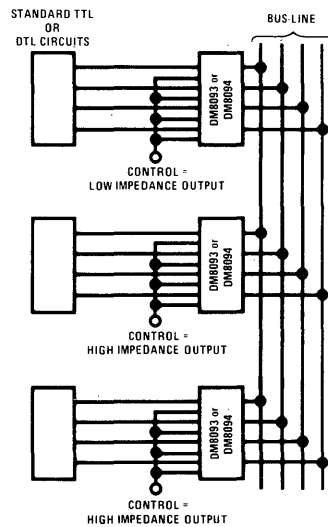 STANDARD TTL
OR
DTL CIRCUITS
BUS-LINE
DM8093 or
DM8094
CONTROL =
LOW IMPEDANCE OUTPUT
DM8093 or
DM8094
CONTROL =
HIGH IMPEDANCE OUTPUT
DM8093 or
DM8094
CONTROL =
HIGH IMPEDANCE OUTPUT